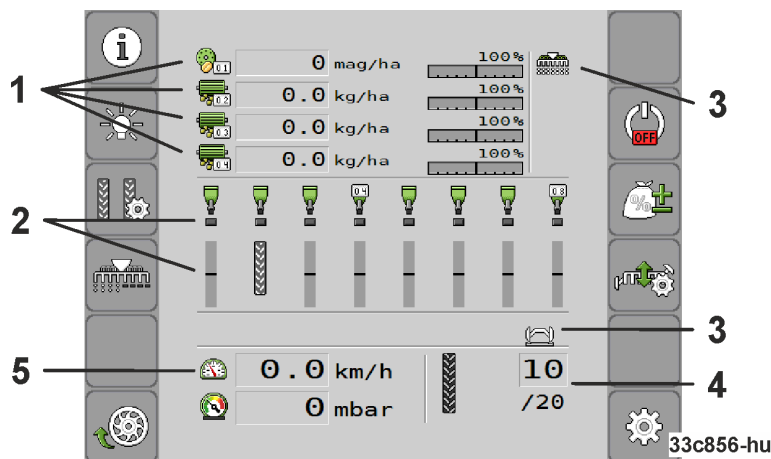 i
01 0 mag/ha 100%
02 0.0 kg/ha 100%
03 0.0 kg/ha 100%
04 0.0 kg/ha 100%
1
3
OFF
%
04 08
2
3
5
0.0 km/h 10
4
0 mbar /20
33c856-hu